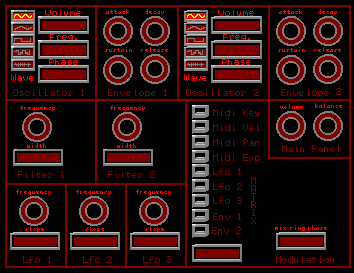 Volume
Freq.
Phase
Wave
Oscillator 1
attack decay
sustain release
Envelope 1
Volume
Freq.
Phase
Wave
Oscillator 2
attack decay
sustain release
Envelope 2
frequency
width
Filter 1
frequency
width
Filter 2
Midi Key
Midi Vel
Midi Pan
Midi Exp
Lfo 1
Lfo 2
Lfo 3
Env 1
Env 2
MATRIX
volume balance
Main Panel
frequency
slope
Lfo 1
frequency
slope
Lfo 2
frequency
slope
Lfo 3
mix ring phase
Modulation